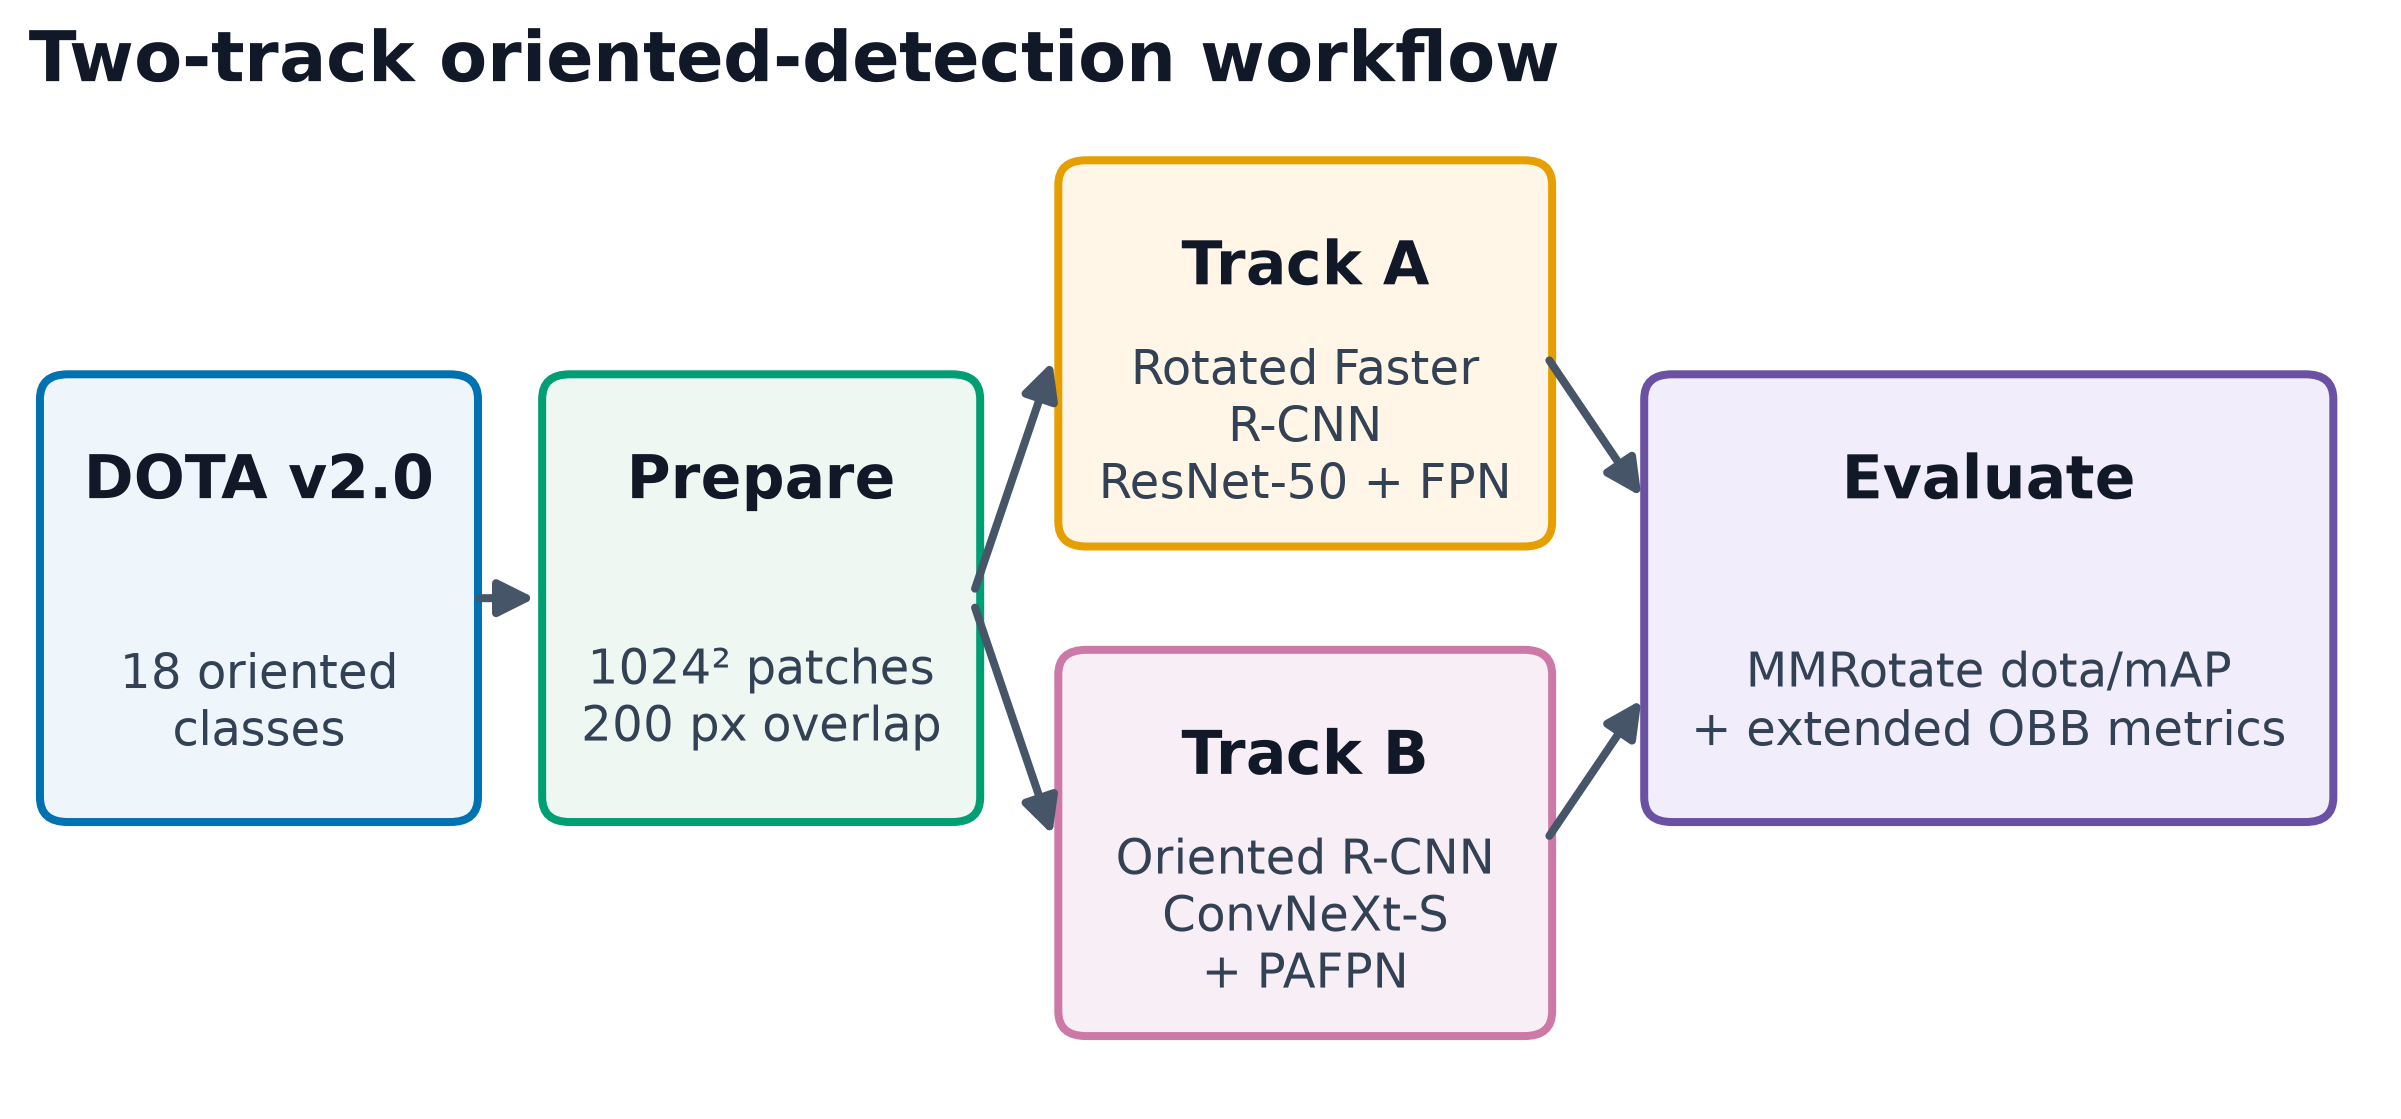 Two-track oriented-detection workflow
DOTA v2.0
18 oriented
classes
Prepare
1024² patches
200 px overlap
Track A
Rotated Faster
R-CNN
ResNet-50 + FPN
Track B
Oriented R-CNN
ConvNeXt-S
+ PAFPN
Evaluate
MMRotate dota/mAP
+ extended OBB metrics